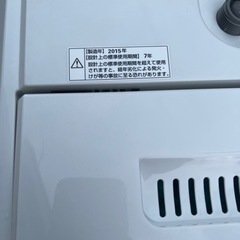 【製造年】2015年
【設計上の標準使用期間】 7年
設計上の標準使用期間を超えて使用
されますと、経年劣化による発火・
けが等の事故に至る恐れがあります。